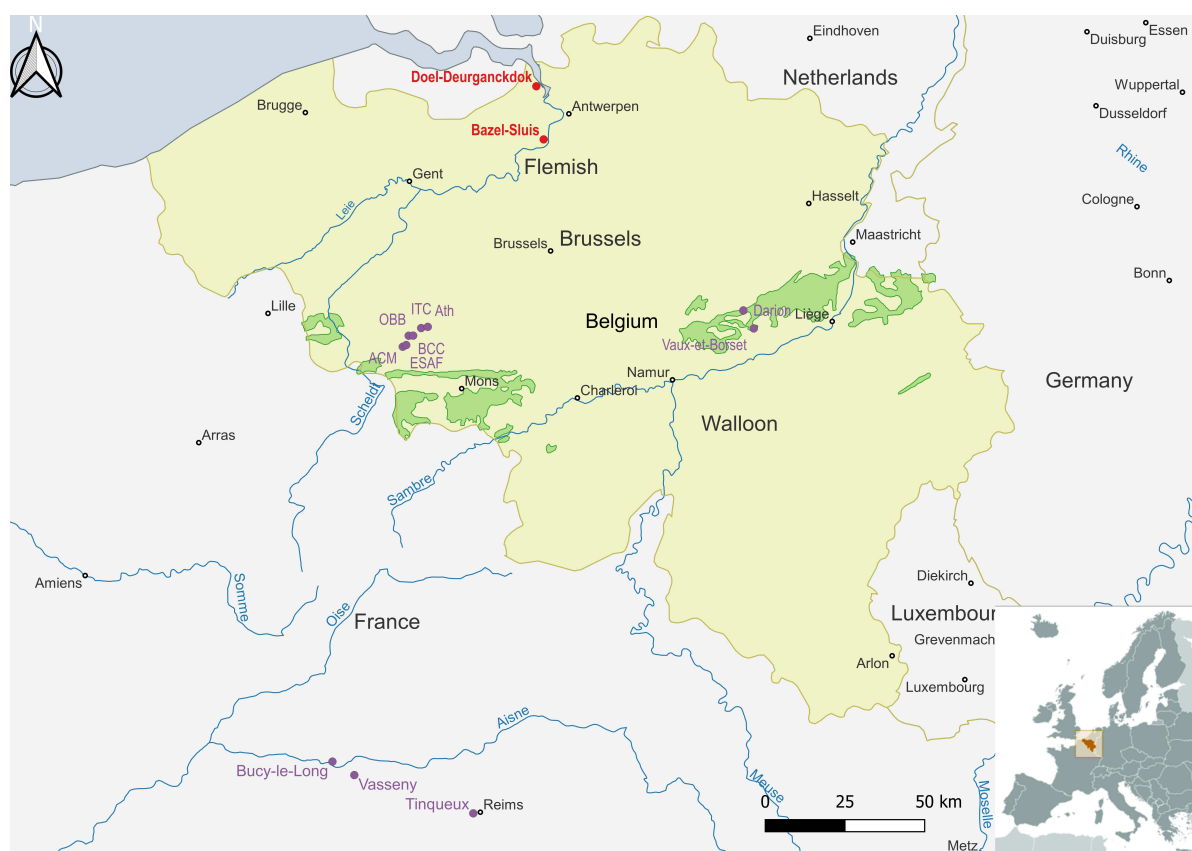 N
Eindhoven
Essen
Duisburg
Doel-Deurganckdok
Netherlands
Wuppertal
Brugge
Antwerpen
Dusseldorf
Bazel-Sluis
Flemish
Rhine
Gent
Hasselt
Cologne
Leie
Brussels
Brussels
Maastricht
Bonn
Lille
ITC Ath
OBB
Belgium
Darion
Liège
BCC
Vaux-et-Borset
ACM
ESAF
Namur
Mons
Charleroi
Germany
Scheldt
Walloon
Arras
Sambre
Amiens
Somme
Oise
Diekirch
France
Luxembour
Grevenmach
Arlon
Luxembourg
Aisne
Bucy-le-Long
Vasseny
Meuse
Moselle
Tinqueux
Reims
0 25 50 km
Metz